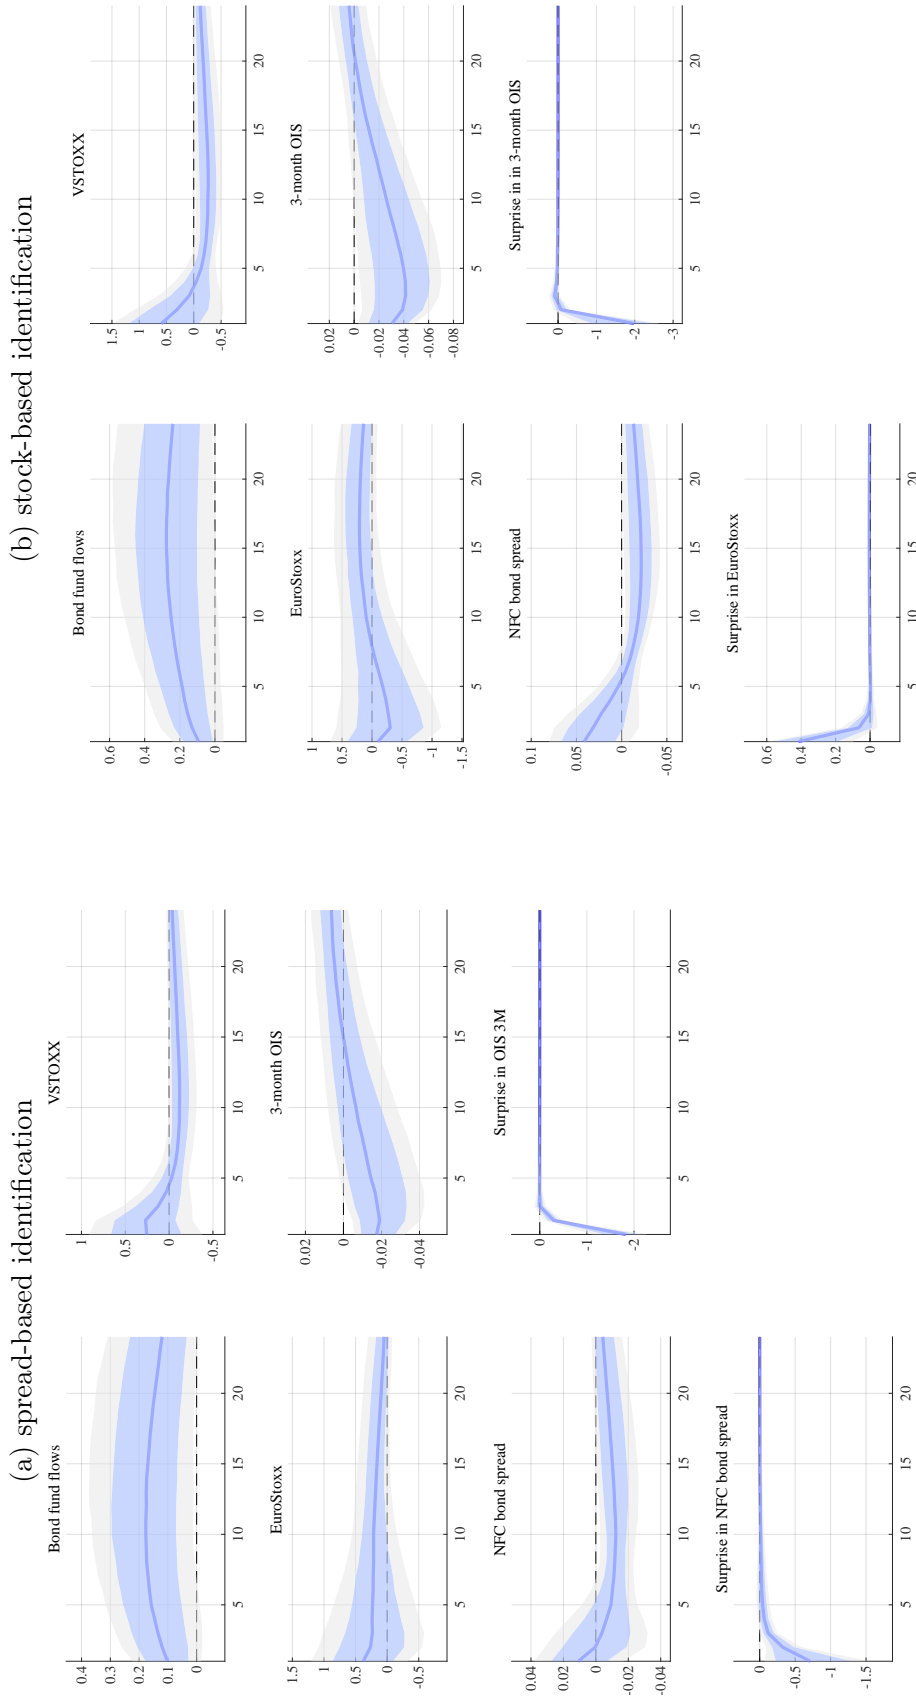 (a) spread-based identification
Bond fund flows
0.4
0.3
0.2
0.1
0
5 10 15 20
VSTOXX
1
0.5
0
-0.5
5 10 15 20
EuroStoxx
1.5
1
0.5
0
-0.5
5 10 15 20
3-month OIS
0.02
0
-0.02
-0.04
5 10 15 20
NFC bond spread
0.04
0.02
0
-0.02
-0.04
5 10 15 20
Surprise in OIS 3M
0
-1
-2
5 10 15 20
Surprise in NFC bond spread
0
-0.5
-1
-1.5
5 10 15 20
(b) stock-based identification
Bond fund flows
0.6
0.4
0.2
0
5 10 15 20
VSTOXX
1.5
1
0.5
0
-0.5
5 10 15 20
EuroStoxx
1
0.5
0
-0.5
-1
-1.5
5 10 15 20
3-month OIS
0.02
0
-0.02
-0.04
-0.06
-0.08
5 10 15 20
NFC bond spread
0.1
0.05
0
-0.05
5 10 15 20
Surprise in in 3-month OIS
0
-1
-2
-3
5 10 15 20
Surprise in EuroStoxx
0.6
0.4
0.2
0
5 10 15 20